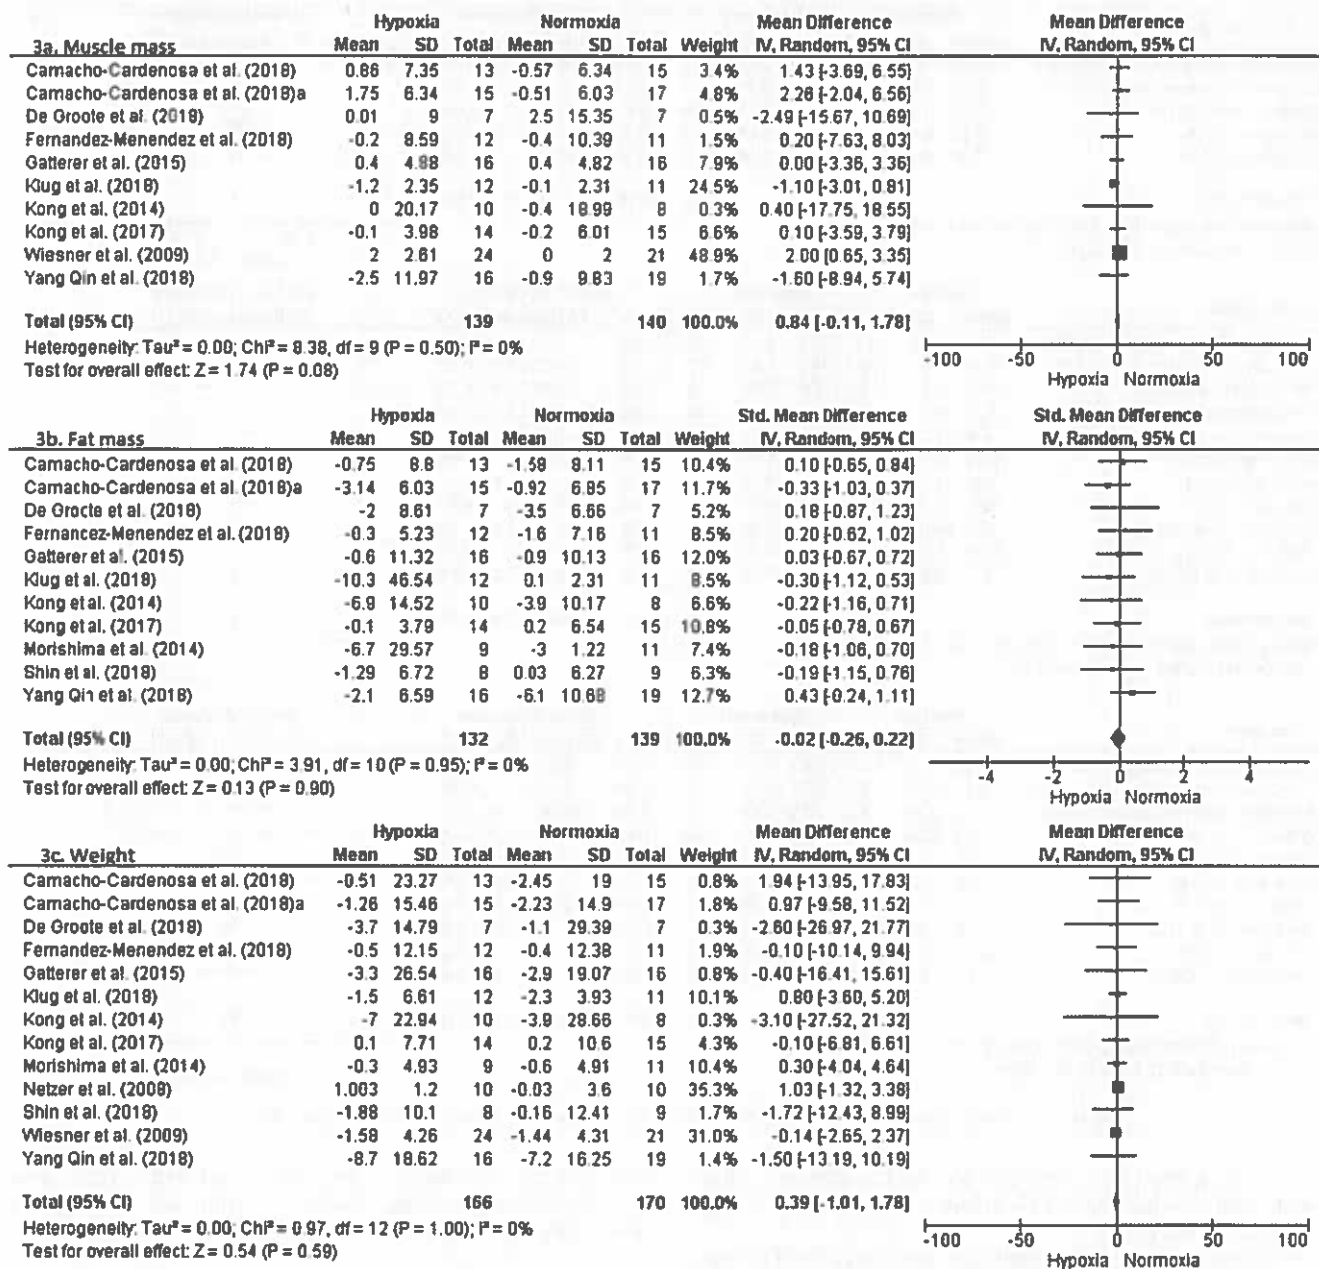 Hypoxia Normoxia Mean Difference Mean Difference
3a. Muscle mass Mean SD Total Mean SD Total Weight IV, Random, 95% CI IV, Random, 95% CI
Camacho-Cardenosa et al. (2018) 0.86 7.35 13 -0.57 6.34 15 3.4% 1.43 [-3.69, 6.55]
Camacho-Cardenosa et al. (2018)a 1.75 6.34 15 -0.51 6.03 17 4.8% 2.26 [-2.04, 6.56]
De Groote et al. (2018) 0.01 9 7 2.5 15.35 7 0.5% -2.49 [-15.67, 10.69]
Fernandez-Menendez et al. (2018) -0.2 8.59 12 -0.4 10.39 11 1.5% 0.20 [-7.63, 8.03]
Gatterer et al. (2015) 0.4 4.88 16 0.4 4.82 16 7.9% 0.00 [-3.36, 3.36]
Klug et al. (2018) -1.2 2.35 12 -0.1 2.31 11 24.5% -1.10 [-3.01, 0.81]
Kong et al. (2014) 0 20.17 10 -0.4 18.99 8 0.3% 0.40 [-17.75, 18.55]
Kong et al. (2017) -0.1 3.98 14 -0.2 6.01 15 6.6% 0.10 [-3.59, 3.79]
Wiesner et al. (2009) 2 2.61 24 0 2 21 48.9% 2.00 [0.65, 3.35]
Yang Qin et al. (2018) -2.5 11.97 16 -0.9 9.83 19 1.7% -1.60 [-8.94, 5.74]
Total (95% CI) 139 140 100.0% 0.84 [-0.11, 1.78]
Heterogeneity: Tau² = 0.00; Chi² = 8.38, df = 9 (P = 0.50); I² = 0%
Test for overall effect: Z = 1.74 (P = 0.08)
-100 -50 0 50 100
Hypoxia Normoxia
Hypoxia Normoxia Std. Mean Difference Std. Mean Difference
3b. Fat mass Mean SD Total Mean SD Total Weight IV, Random, 95% CI IV, Random, 95% CI
Camacho-Cardenosa et al. (2018) -0.75 8.8 13 -1.58 8.11 15 10.4% 0.10 [-0.65, 0.84]
Camacho-Cardenosa et al. (2018)a -3.14 6.03 15 -0.92 6.85 17 11.7% -0.33 [-1.03, 0.37]
De Grocte et al. (2018) -2 8.61 7 -3.5 6.66 7 5.2% 0.18 [-0.87, 1.23]
Fernancez-Menendez et al. (2018) -0.3 5.23 12 -1.6 7.16 11 8.5% 0.20 [-0.62, 1.02]
Gatterer et al. (2015) -0.6 11.32 16 -0.9 10.13 16 12.0% 0.03 [-0.67, 0.72]
Klug et al. (2018) -10.3 46.54 12 0.1 2.31 11 8.5% -0.30 [-1.12, 0.53]
Kong et al. (2014) -6.9 14.52 10 -3.9 10.17 8 6.6% -0.22 [-1.16, 0.71]
Kong et al. (2017) -0.1 3.79 14 0.2 6.54 15 10.8% -0.05 [-0.78, 0.67]
Morishima et al. (2014) -6.7 29.57 9 -3 1.22 11 7.4% -0.18 [-1.06, 0.70]
Shin et al. (2018) -1.29 6.72 8 0.03 6.27 9 6.3% -0.19 [-1.15, 0.76]
Yang Qin et al. (2018) -2.1 6.59 16 -6.1 10.68 19 12.7% 0.43 [-0.24, 1.11]
Total (95% CI) 132 139 100.0% -0.02 [-0.26, 0.22]
Heterogeneity: Tau² = 0.00; Chi² = 3.91, df = 10 (P = 0.95); I² = 0%
Test for overall effect: Z = 0.13 (P = 0.90)
-4 -2 0 2 4
Hypoxia Normoxia
Hypoxia Normoxia Mean Difference Mean Difference
3c. Weight Mean SD Total Mean SD Total Weight IV, Random, 95% CI IV, Random, 95% CI
Camacho-Cardenosa et al. (2018) -0.51 23.27 13 -2.45 19 15 0.8% 1.94 [-13.95, 17.83]
Camacho-Cardenosa et al. (2018)a -1.26 15.46 15 -2.23 14.9 17 1.8% 0.97 [-9.58, 11.52]
De Groote et al. (2018) -3.7 14.79 7 -1.1 29.39 7 0.3% -2.60 [-26.97, 21.77]
Fernandez-Menendez et al. (2018) -0.5 12.15 12 -0.4 12.38 11 1.9% -0.10 [-10.14, 9.94]
Gatterer et al. (2015) -3.3 26.54 16 -2.9 19.07 16 0.8% -0.40 [-16.41, 15.61]
Klug et al. (2018) -1.5 6.61 12 -2.3 3.93 11 10.1% 0.80 [-3.60, 5.20]
Kong et al. (2014) -7 22.94 10 -3.9 28.66 8 0.3% -3.10 [-27.52, 21.32]
Kong et al. (2017) 0.1 7.71 14 0.2 10.6 15 4.3% -0.10 [-6.81, 6.61]
Morishima et al. (2014) -0.3 4.93 9 -0.6 4.91 11 10.4% 0.30 [-4.04, 4.64]
Netzer et al. (2008) 1.003 1.2 10 -0.03 3.6 10 35.3% 1.03 [-1.32, 3.38]
Shin et al. (2018) -1.88 10.1 8 -0.16 12.41 9 1.7% -1.72 [-12.43, 8.99]
Wiesner et al. (2009) -1.58 4.26 24 -1.44 4.31 21 31.0% -0.14 [-2.65, 2.37]
Yang Qin et al. (2018) -8.7 18.62 16 -7.2 16.25 19 1.4% -1.50 [-13.19, 10.19]
Total (95% CI) 166 170 100.0% 0.39 [-1.01, 1.78]
Heterogeneity: Tau² = 0.00; Chi² = 0.97, df = 12 (P = 1.00); I² = 0%
Test for overall effect: Z = 0.54 (P = 0.59)
-100 -50 0 50 100
Hypoxia Normoxia